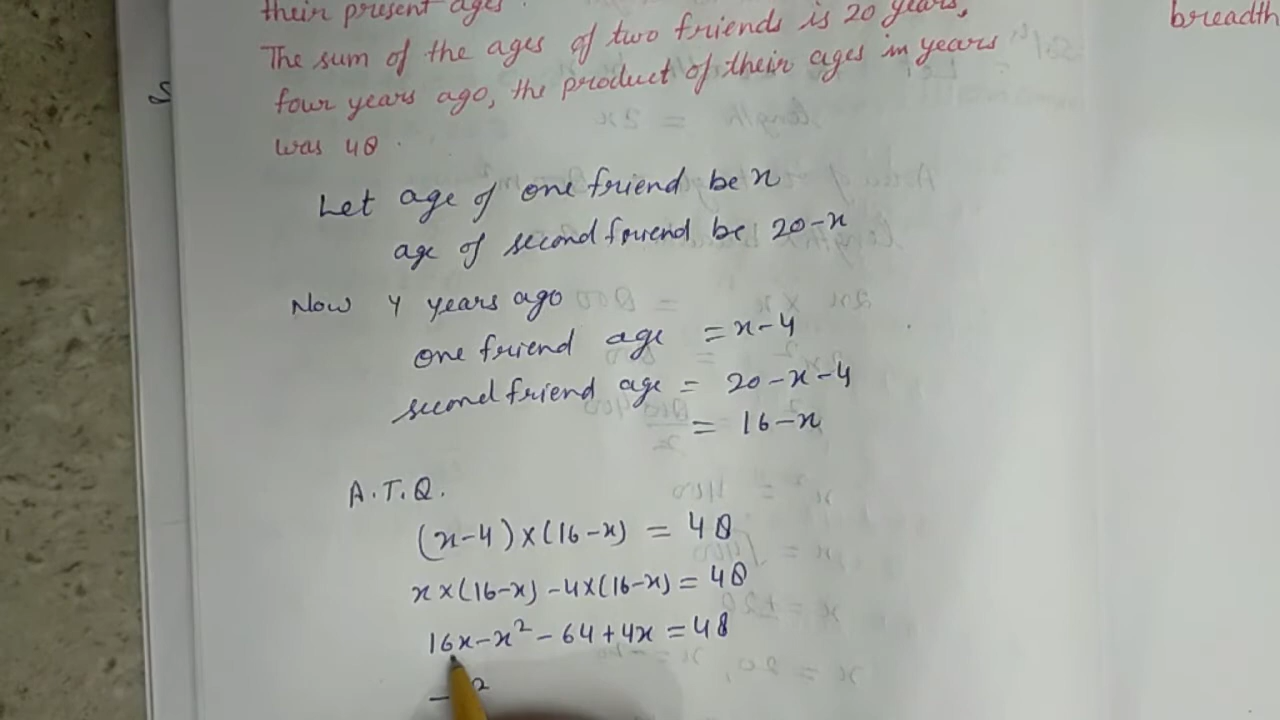 their present ages.
The sum of the ages of two friends is 20 years,
four years ago, the product of their ages in years
was 48.
breadth
Let age of one friend be x
age of second friend be 20-x
Now 4 years ago
one friend age = x-4
second friend age = 20-x-4
= 16-x
A.T.Q.
(x-4)×(16-x) = 48
x×(16-x) -4×(16-x) = 48
16x-x²-64+4x = 48